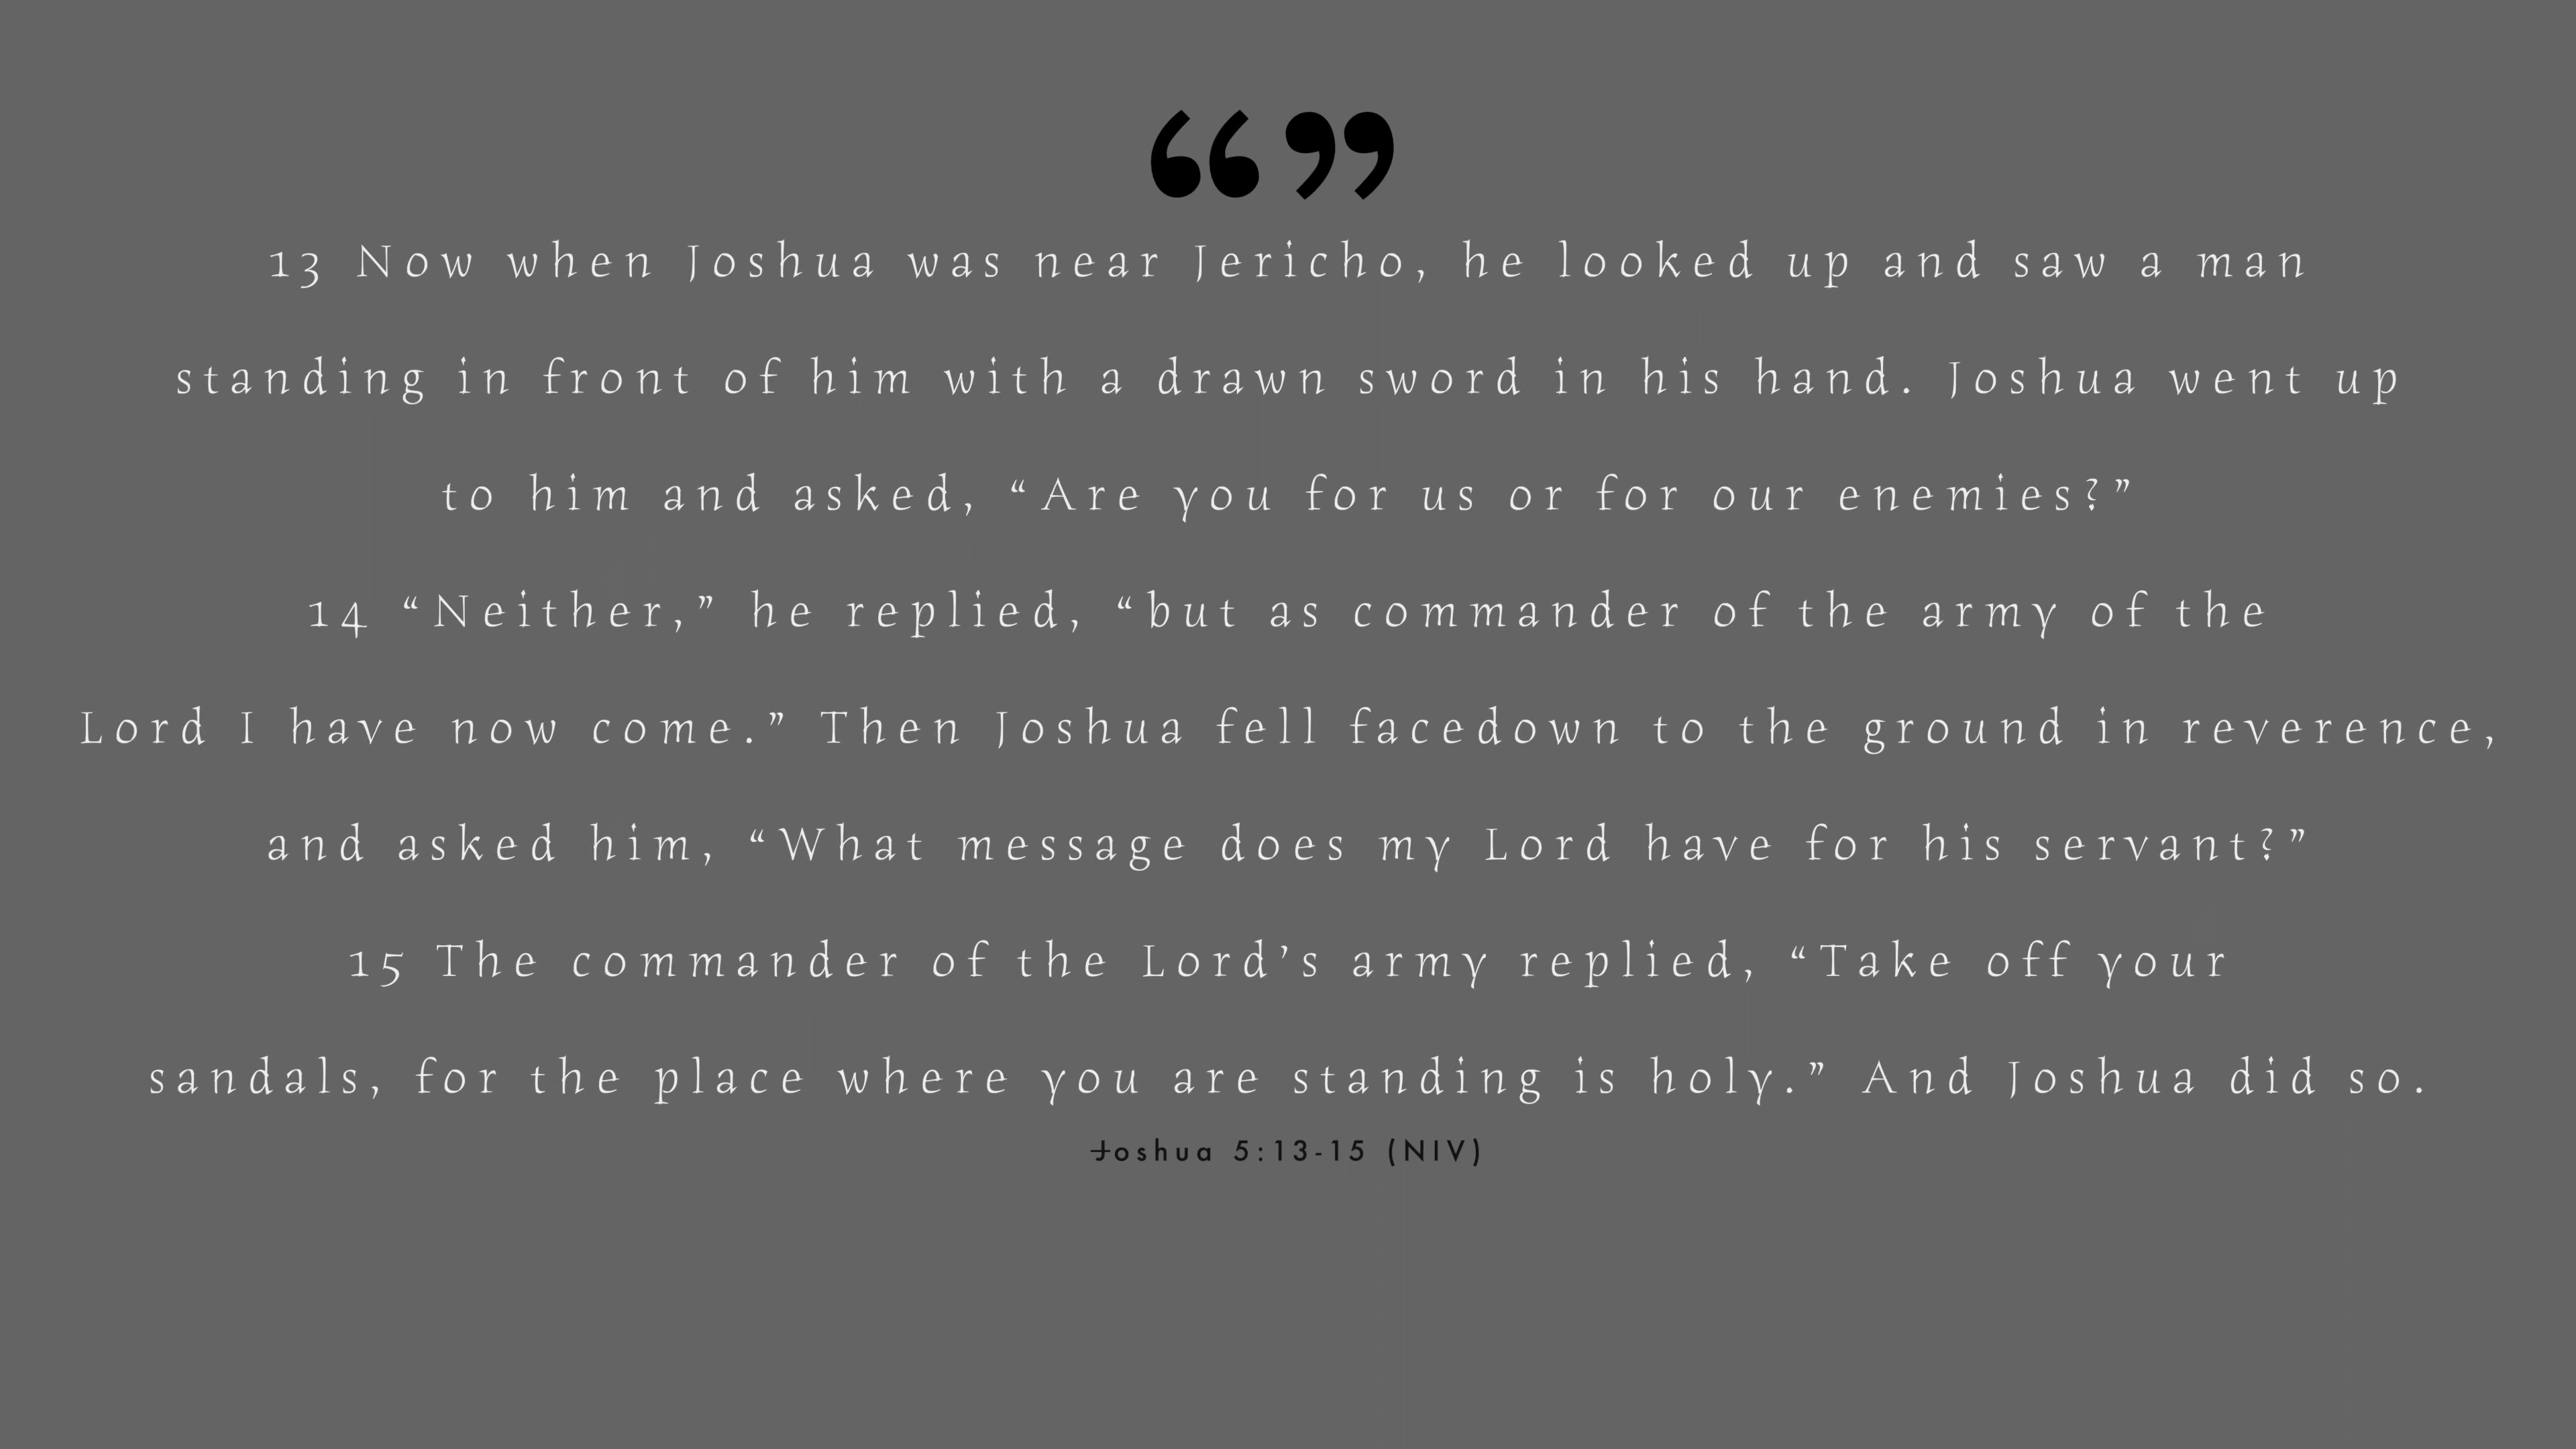 “ ”
13 Now when Joshua was near Jericho, he looked up and saw a man
standing in front of him with a drawn sword in his hand. Joshua went up
to him and asked, “Are you for us or for our enemies?”
14 “Neither,” he replied, “but as commander of the army of the
Lord I have now come.” Then Joshua fell facedown to the ground in reverence,
and asked him, “What message does my Lord have for his servant?”
15 The commander of the Lord’s army replied, “Take off your
sandals, for the place where you are standing is holy.” And Joshua did so.
Joshua 5:13-15 (NIV)